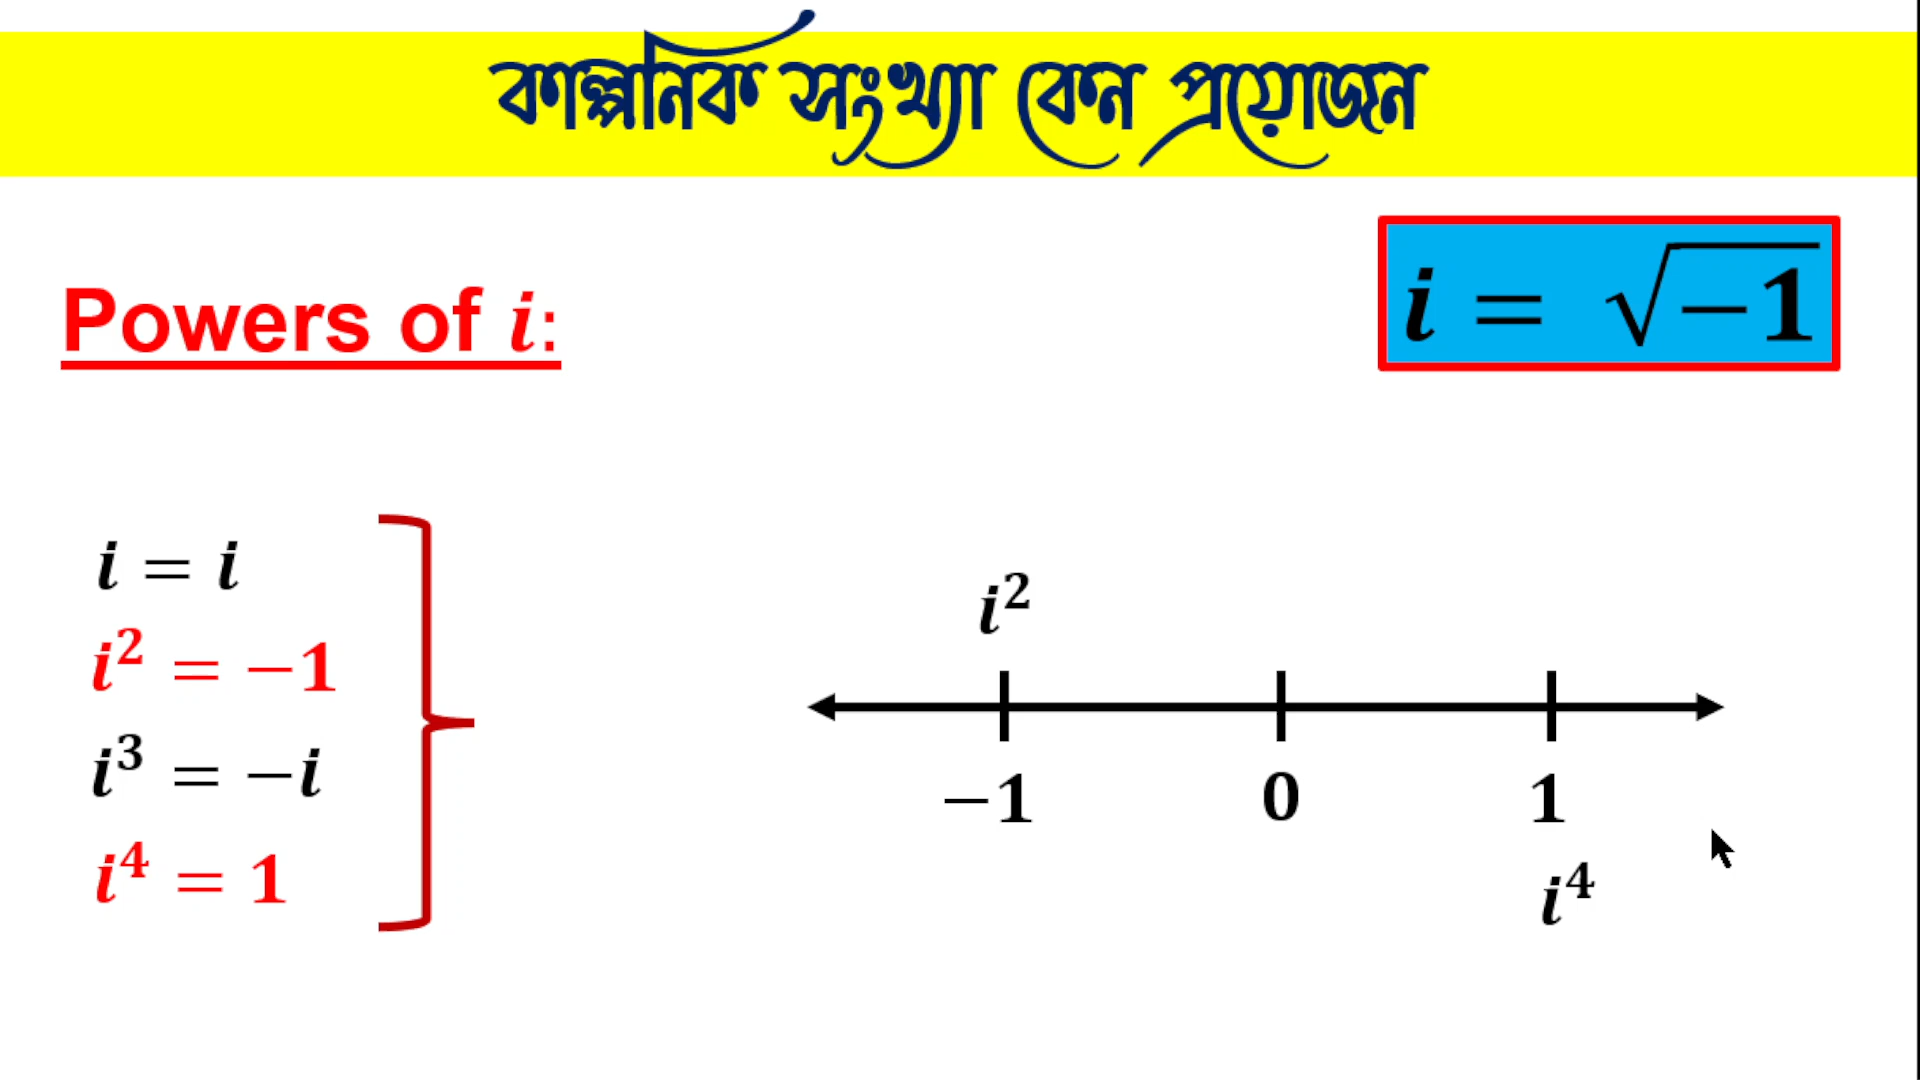 কাল্পনিক সংখ্যা কেন প্রয়োজন
i = √−1
Powers of i:
i = i
i² = −1
i³ = −i
i⁴ = 1
i²
−1 0 1
i⁴